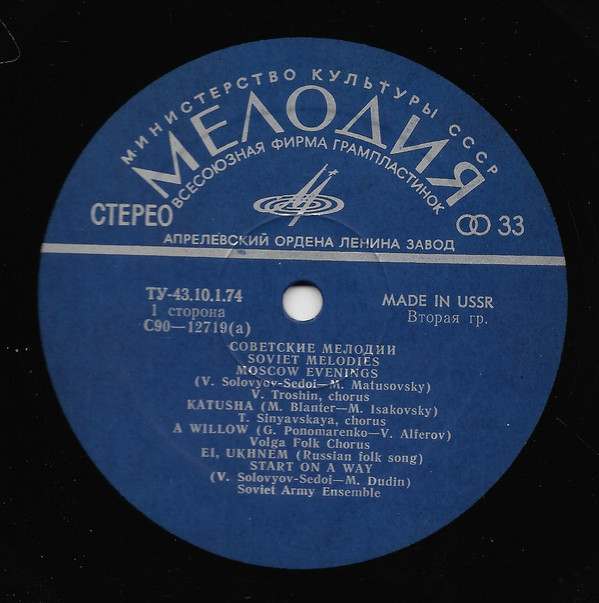 МИНИСТЕРСТВО КУЛЬТУРЫ СССР
МЕЛОДИЯ
ВСЕСОЮЗНАЯ ФИРМА ГРАМПЛАСТИНОК
СТЕРЕО
33
АПРЕЛЕВСКИЙ ОРДЕНА ЛЕНИНА ЗАВОД
ТУ-43.10.1.74
1 сторона
С90—12719(а)
MADE IN USSR
Вторая гр.
СОВЕТСКИЕ МЕЛОДИИ
SOVIET MELODIES
MOSCOW EVENINGS
(V. Solovyov-Sedoi—M. Matusovsky)
V. Troshin, chorus
KATUSHA (M. Blanter—M. Isakovsky)
T. Sinyavskaya, chorus
A WILLOW (G. Ponomarenko—V. Alferov)
Volga Folk Chorus
EI, UKHNEM (Russian folk song)
START ON A WAY
(V. Solovyov-Sedoi—M. Dudin)
Soviet Army Ensemble